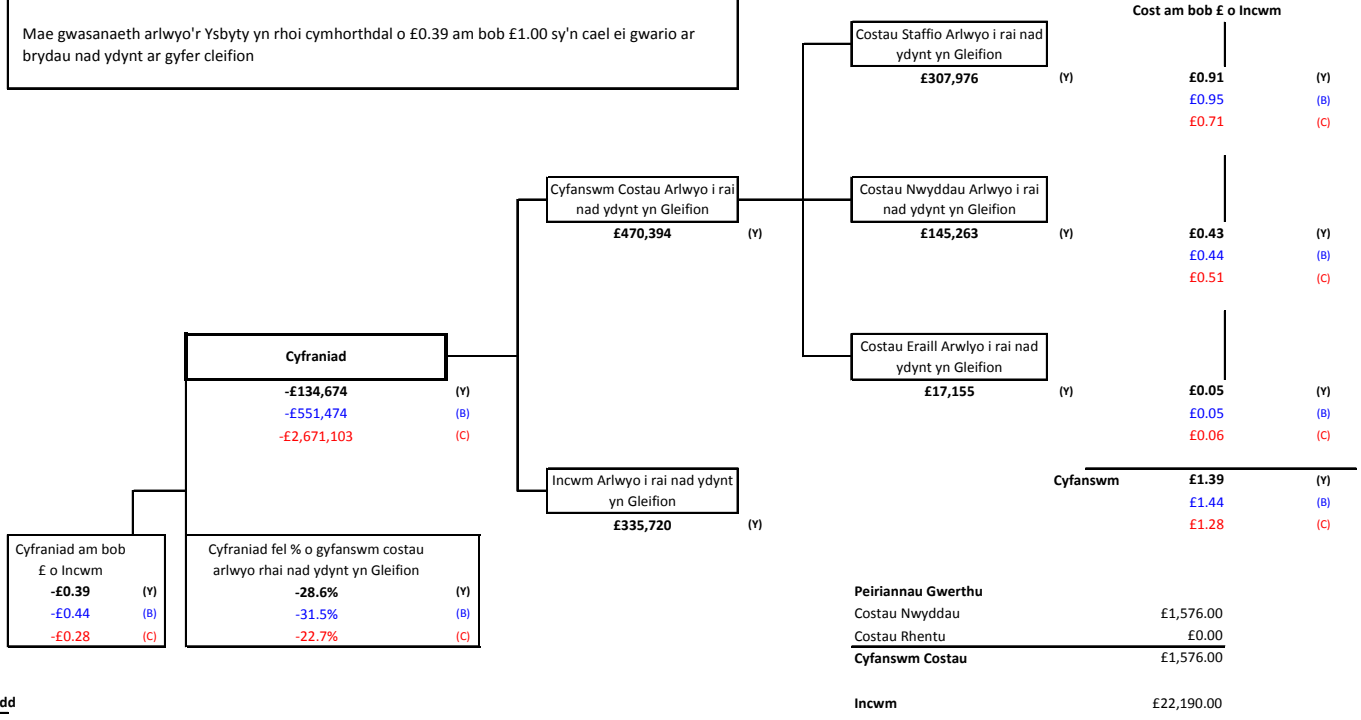 Mae gwasanaeth arlwyo'r Ysbyty yn rhoi cymhorthdal o £0.39 am bob £1.00 sy'n cael ei gwario ar
brydau nad ydynt ar gyfer cleifion
Cost am bob £ o Incwm
Costau Staffio Arlwyo i rai nad
ydynt yn Gleifion
£307,976 (Y) £0.91 (Y)
£0.95 (B)
£0.71 (C)
Cyfanswm Costau Arlwyo i rai
nad ydynt yn Gleifion
£470,394 (Y)
Costau Nwyddau Arlwyo i rai
nad ydynt yn Gleifion
£145,263 (Y) £0.43 (Y)
£0.44 (B)
£0.51 (C)
Cyfraniad
-£134,674 (Y)
-£551,474 (B)
-£2,671,103 (C)
Costau Eraill Arwlyo i rai nad
ydynt yn Gleifion
£17,155 (Y) £0.05 (Y)
£0.05 (B)
£0.06 (C)
Incwm Arlwyo i rai nad ydynt
yn Gleifion
£335,720 (Y)
Cyfanswm £1.39 (Y)
£1.44 (B)
£1.28 (C)
Cyfraniad am bob
£ o Incwm
-£0.39 (Y)
-£0.44 (B)
-£0.28 (C)
Cyfraniad fel % o gyfanswm costau
arlwyo rhai nad ydynt yn Gleifion
-28.6% (Y)
-31.5% (B)
-22.7% (C)
Peiriannau Gwerthu
Costau Nwyddau £1,576.00
Costau Rhentu £0.00
Cyfanswm Costau £1,576.00
dd
Incwm £22,190.00